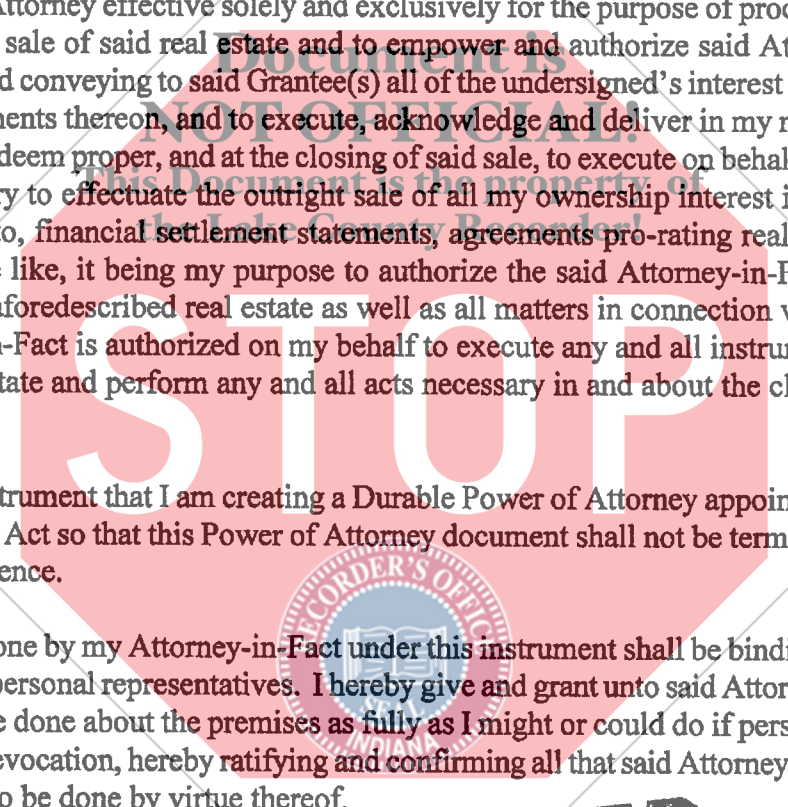 Attorney effective solely and exclusively for the purpose of proc
sale of said real estate and to empower and authorize said At
d conveying to said Grantee(s) all of the undersigned's interest
ents thereon, and to execute, acknowledge and deliver in my n
deem proper, and at the closing of said sale, to execute on behal
ry to effectuate the outright sale of all my ownership interest i
to, financial settlement statements, agreements pro-rating real
like, it being my purpose to authorize the said Attorney-in-F
aforedescribed real estate as well as all matters in connection
n-Fact is authorized on my behalf to execute any and all instru
tate and perform any and all acts necessary in and about the cl
trument that I am creating a Durable Power of Attorney appoin
Act so that this Power of Attorney document shall not be term
ence.
one by my Attorney-in-Fact under this instrument shall be bindi
personal representatives. I hereby give and grant unto said Attor
e done about the premises as fully as I might or could do if pers
evocation, hereby ratifying and confirming all that said Attorney
o be done by virtue thereof.
Document is
NOT OFFICIAL!
This Document is the property of
the Lake County Recorder!
STOP
RECORDER'S OFFIC
SEAL
INDIANA